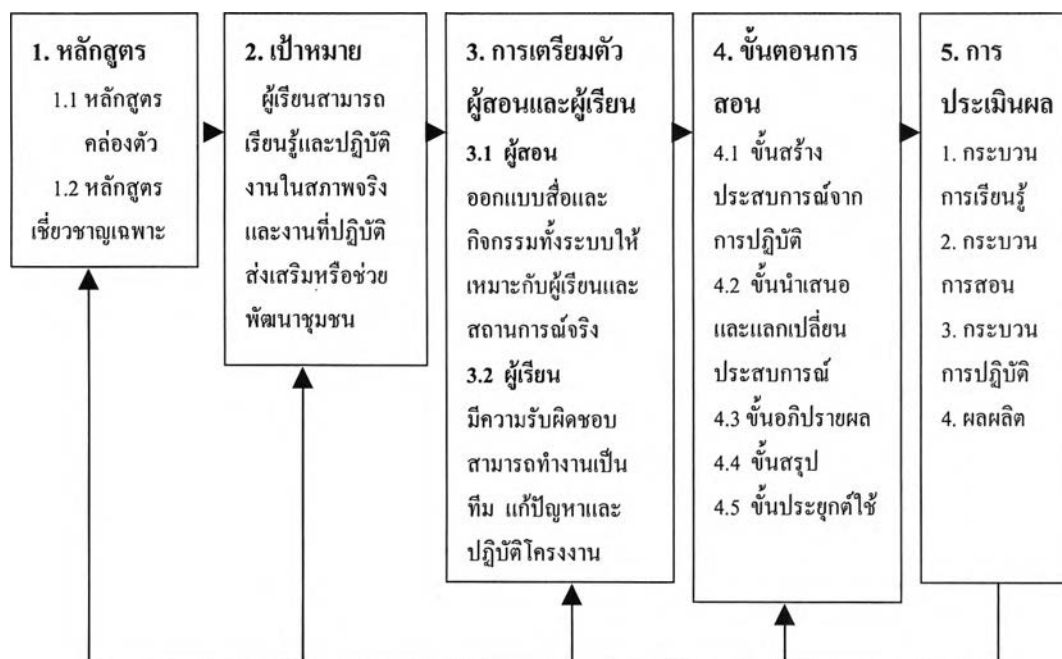 1. หลักสูตร
1.1 หลักสูตร
คล่องตัว
1.2 หลักสูตร
เชี่ยวชาญเฉพาะ
2. เป้าหมาย
ผู้เรียนสามารถ
เรียนรู้และปฏิบัติ
งานในสภาพจริง
และงานที่ปฏิบัติ
ส่งเสริมหรือช่วย
พัฒนาชุมชน
3. การเตรียมตัว
ผู้สอนและผู้เรียน
3.1 ผู้สอน
ออกแบบสื่อและ
กิจกรรมทั้งระบบให้
เหมาะกับผู้เรียนและ
สถานการณ์จริง
3.2 ผู้เรียน
มีความรับผิดชอบ
สามารถทำงานเป็น
ทีม แก้ปัญหาและ
ปฏิบัติโครงงาน
4. ขั้นตอนการ
สอน
4.1 ขั้นสร้าง
ประสบการณ์จาก
การปฏิบัติ
4.2 ขั้นนำเสนอ
และแลกเปลี่ยน
ประสบการณ์
4.3 ขั้นอภิปรายผล
4.4 ขั้นสรุป
4.5 ขั้นประยุกต์ใช้
5. การ
ประเมินผล
1. กระบวน
การเรียนรู้
2. กระบวน
การสอน
3. กระบวน
การปฏิบัติ
4. ผลผลิต